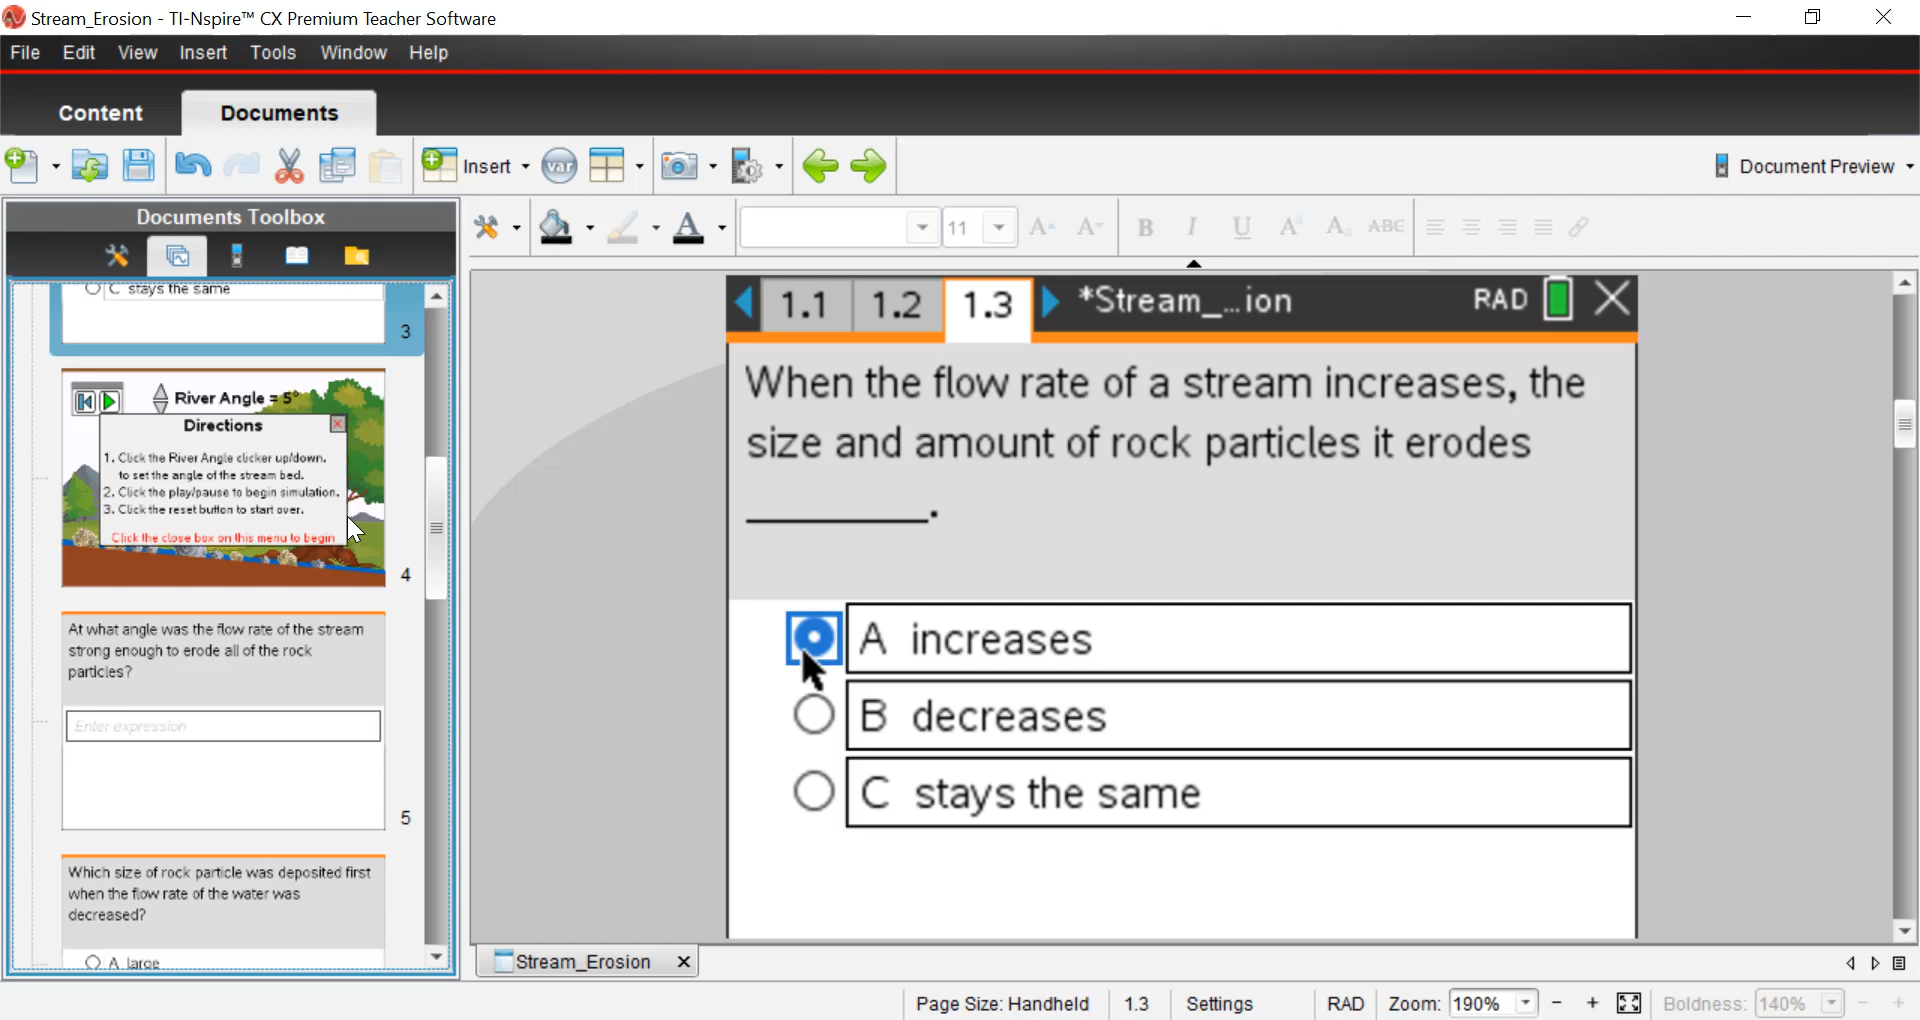 Stream_Erosion - TI-Nspire™ CX Premium Teacher Software
File Edit View Insert Tools Window Help
Content Documents
Insert var Document Preview
Documents Toolbox
11 A A B I U A A ABC
C stays the same
3
River Angle = 5°
Directions
1. Click the River Angle clicker up/down.
to set the angle of the stream bed.
2. Click the play/pause to begin simulation.
3. Click the reset button to start over.
Click the close box on this menu to begin
4
At what angle was the flow rate of the stream
strong enough to erode all of the rock
particles?
Enter expression
5
Which size of rock particle was deposited first
when the flow rate of the water was
decreased?
A large
1.1 1.2 1.3 *Stream_...ion RAD
When the flow rate of a stream increases, the
size and amount of rock particles it erodes
________.
A increases
B decreases
C stays the same
Stream_Erosion
Page Size: Handheld 1.3 Settings RAD Zoom: 190% - + Boldness: 140% - +